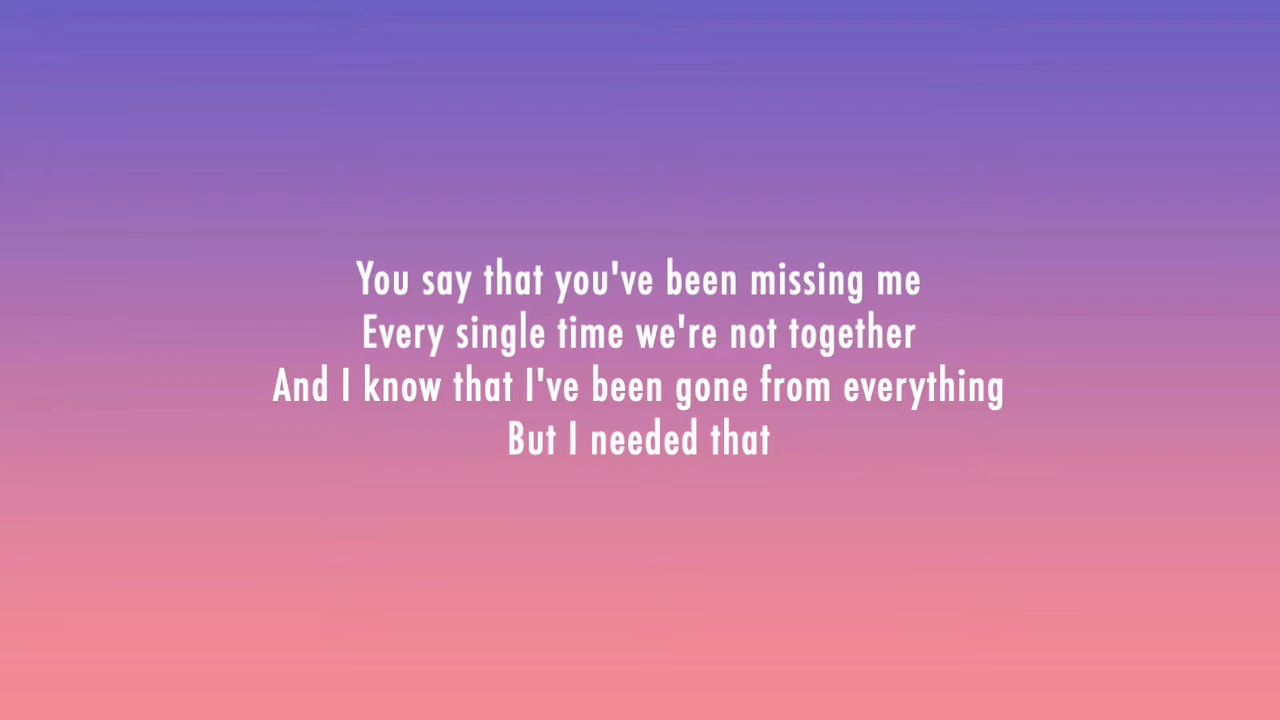 You say that you've been missing me
Every single time we're not together
And I know that I've been gone from everything
But I needed that